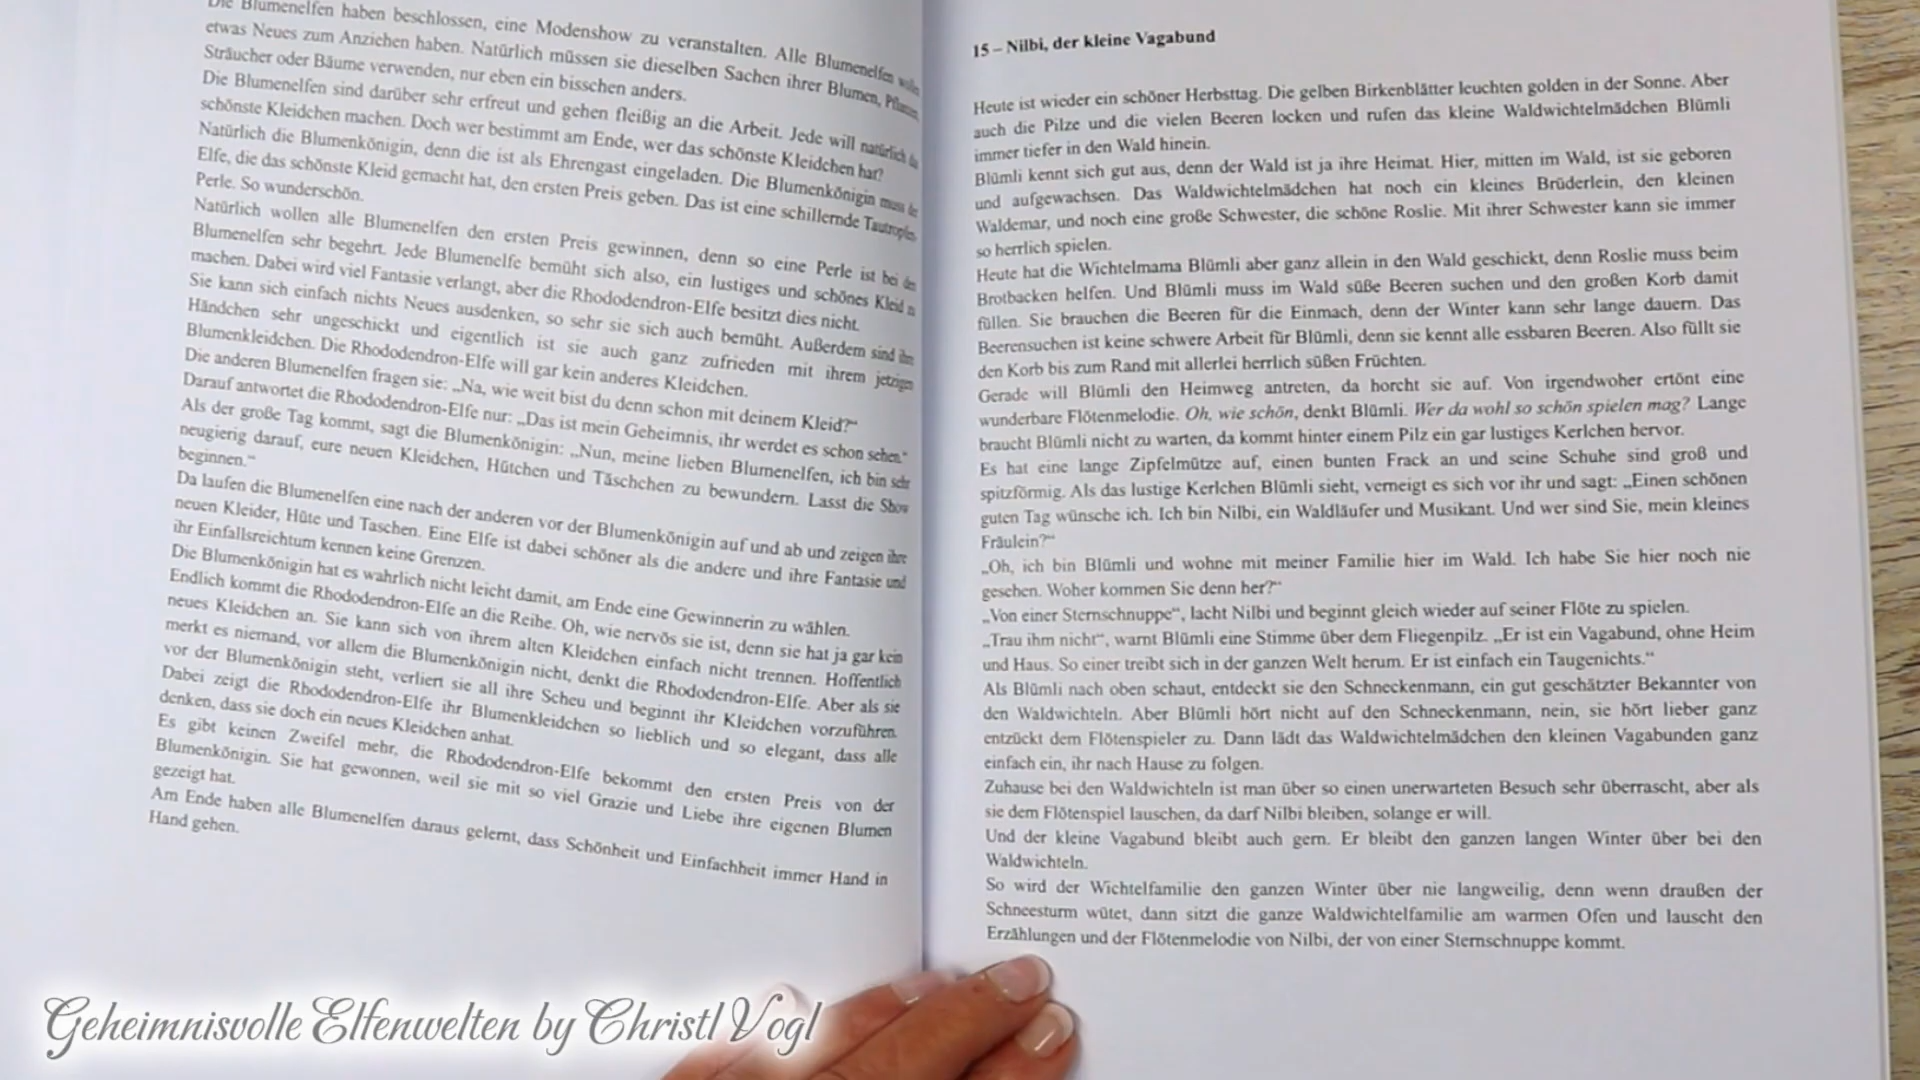 Die Blumenelfen haben beschlossen, eine Modenshow zu veranstalten. Alle Blumenelfen wollen
etwas Neues zum Anziehen haben. Natürlich müssen sie dieselben Sachen ihrer Blumen, Pflanzen,
Sträucher oder Bäume verwenden, nur eben ein bisschen anders.
Die Blumenelfen sind darüber sehr erfreut und gehen fleißig an die Arbeit. Jede will natürlich das
schönste Kleidchen machen. Doch wer bestimmt am Ende, wer das schönste Kleidchen hat?
Natürlich die Blumenkönigin, denn die ist als Ehrengast eingeladen. Die Blumenkönigin muss der
Elfe, die das schönste Kleid gemacht hat, den ersten Preis geben. Das ist eine schillernde Tautropfen-
Perle. So wunderschön.
Natürlich wollen alle Blumenelfen den ersten Preis gewinnen, denn so eine Perle ist bei den
Blumenelfen sehr begehrt. Jede Blumenelfe bemüht sich also, ein lustiges und schönes Kleid zu
machen. Dabei wird viel Fantasie verlangt, aber die Rhododendron-Elfe besitzt dies nicht.
Sie kann sich einfach nichts Neues ausdenken, so sehr sie sich auch bemüht. Außerdem sind ihre
Händchen sehr ungeschickt und eigentlich ist sie auch ganz zufrieden mit ihrem jetzigen
Blumenkleidchen. Die Rhododendron-Elfe will gar kein anderes Kleidchen.
Die anderen Blumenelfen fragen sie: „Na, wie weit bist du denn schon mit deinem Kleid?“
Darauf antwortet die Rhododendron-Elfe nur: „Das ist mein Geheimnis, ihr werdet es schon sehen.“
Als der große Tag kommt, sagt die Blumenkönigin: „Nun, meine lieben Blumenelfen, ich bin sehr
neugierig darauf, eure neuen Kleidchen, Hütchen und Täschchen zu bewundern. Lasst die Show
beginnen.“
Da laufen die Blumenelfen eine nach der anderen vor der Blumenkönigin auf und ab und zeigen ihre
neuen Kleider, Hüte und Taschen. Eine Elfe ist dabei schöner als die andere und ihre Fantasie und
ihr Einfallsreichtum kennen keine Grenzen.
Die Blumenkönigin hat es wahrlich nicht leicht damit, am Ende eine Gewinnerin zu wählen.
Endlich kommt die Rhododendron-Elfe an die Reihe. Oh, wie nervös sie ist, denn sie hat ja gar kein
neues Kleidchen an. Sie kann sich von ihrem alten Kleidchen einfach nicht trennen. Hoffentlich
merkt es niemand, vor allem die Blumenkönigin nicht, denkt die Rhododendron-Elfe. Aber als sie
vor der Blumenkönigin steht, verliert sie all ihre Scheu und beginnt ihr Kleidchen vorzuführen.
Dabei zeigt die Rhododendron-Elfe ihr Blumenkleidchen so lieblich und so elegant, dass alle
denken, dass sie doch ein neues Kleidchen anhat.
Es gibt keinen Zweifel mehr, die Rhododendron-Elfe bekommt den ersten Preis von der
Blumenkönigin. Sie hat gewonnen, weil sie mit so viel Grazie und Liebe ihre eigenen Blumen
gezeigt hat.
Am Ende haben alle Blumenelfen daraus gelernt, dass Schönheit und Einfachheit immer Hand in
Hand gehen.
15 – Nilbi, der kleine Vagabund
Heute ist wieder ein schöner Herbsttag. Die gelben Birkenblätter leuchten golden in der Sonne. Aber
auch die Pilze und die vielen Beeren locken und rufen das kleine Waldwichtelmädchen Blümli
immer tiefer in den Wald hinein.
Blümli kennt sich gut aus, denn der Wald ist ja ihre Heimat. Hier, mitten im Wald, ist sie geboren
und aufgewachsen. Das Waldwichtelmädchen hat noch ein kleines Brüderlein, den kleinen
Waldemar, und noch eine große Schwester, die schöne Roslie. Mit ihrer Schwester kann sie immer
so herrlich spielen.
Heute hat die Wichtelmama Blümli aber ganz allein in den Wald geschickt, denn Roslie muss beim
Brotbacken helfen. Und Blümli muss im Wald süße Beeren suchen und den großen Korb damit
füllen. Sie brauchen die Beeren für die Einmach, denn der Winter kann sehr lange dauern. Das
Beerensuchen ist keine schwere Arbeit für Blümli, denn sie kennt alle essbaren Beeren. Also füllt sie
den Korb bis zum Rand mit allerlei herrlich süßen Früchten.
Gerade will Blümli den Heimweg antreten, da horcht sie auf. Von irgendwoher ertönt eine
wunderbare Flötenmelodie. Oh, wie schön, denkt Blümli. Wer da wohl so schön spielen mag? Lange
braucht Blümli nicht zu warten, da kommt hinter einem Pilz ein gar lustiges Kerlchen hervor.
Es hat eine lange Zipfelmütze auf, einen bunten Frack an und seine Schuhe sind groß und
spitzförmig. Als das lustige Kerlchen Blümli sieht, verneigt es sich vor ihr und sagt: „Einen schönen
guten Tag wünsche ich. Ich bin Nilbi, ein Waldläufer und Musikant. Und wer sind Sie, mein kleines
Fräulein?“
„Oh, ich bin Blümli und wohne mit meiner Familie hier im Wald. Ich habe Sie hier noch nie
gesehen. Woher kommen Sie denn her?“
„Von einer Sternschnuppe“, lacht Nilbi und beginnt gleich wieder auf seiner Flöte zu spielen.
„Trau ihm nicht“, warnt Blümli eine Stimme über dem Fliegenpilz. „Er ist ein Vagabund, ohne Heim
und Haus. So einer treibt sich in der ganzen Welt herum. Er ist einfach ein Taugenichts.“
Als Blümli nach oben schaut, entdeckt sie den Schneckenmann, ein gut geschätzter Bekannter von
den Waldwichteln. Aber Blümli hört nicht auf den Schneckenmann, nein, sie hört lieber ganz
entzückt dem Flötenspieler zu. Dann lädt das Waldwichtelmädchen den kleinen Vagabunden ganz
einfach ein, ihr nach Hause zu folgen.
Zuhause bei den Waldwichteln ist man über so einen unerwarteten Besuch sehr überrascht, aber als
sie dem Flötenspiel lauschen, da darf Nilbi bleiben, solange er will.
Und der kleine Vagabund bleibt auch gern. Er bleibt den ganzen langen Winter über bei den
Waldwichteln.
So wird der Wichtelfamilie den ganzen Winter über nie langweilig, denn wenn draußen der
Schneesturm wütet, dann sitzt die ganze Waldwichtelfamilie am warmen Ofen und lauscht den
Erzählungen und der Flötenmelodie von Nilbi, der von einer Sternschnuppe kommt.
Geheimnisvolle Elfenwelten by Christl Vogl